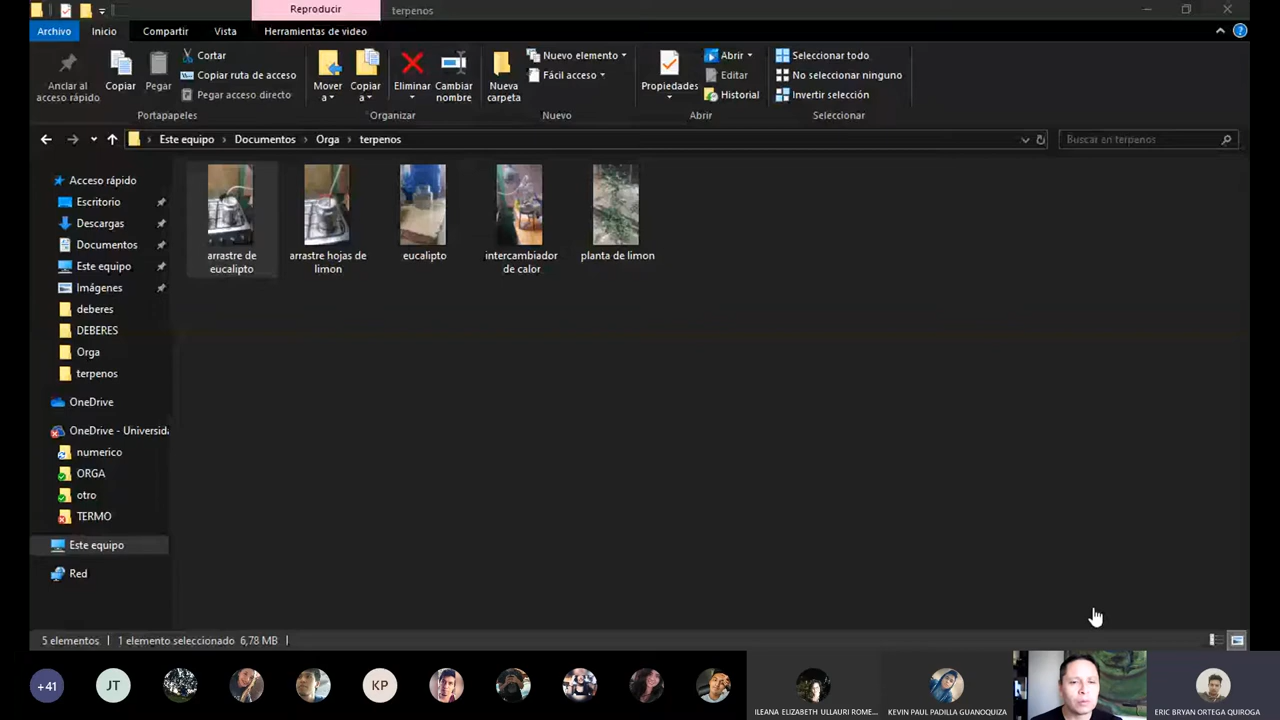 Reproducir
terpenos
Archivo
Inicio
Compartir
Vista
Herramientas de video
Anclar al
acceso rápido
Copiar
Pegar
Cortar
Copiar ruta de acceso
Pegar acceso directo
Portapapeles
Mover
a
Copiar
a
Eliminar
Cambiar
nombre
Organizar
Nueva
carpeta
Nuevo elemento
Fácil acceso
Nuevo
Propiedades
Abrir
Editar
Historial
Abrir
Seleccionar todo
No seleccionar ninguno
Invertir selección
Seleccionar
Este equipo › Documentos › Orga › terpenos
Buscar en terpenos
Acceso rápido
Escritorio
Descargas
Documentos
Este equipo
Imágenes
deberes
DEBERES
Orga
terpenos
OneDrive
OneDrive - Universida
numerico
ORGA
otro
TERMO
Este equipo
Red
arrastre de
eucalipto
arrastre hojas de
limon
eucalipto
intercambiador
de calor
planta de limon
5 elementos
1 elemento seleccionado 6,78 MB
+41
JT
KP
ILEANA ELIZABETH ULLAURI ROME...
KEVIN PAUL PADILLA GUANOQUIZA
ERIC BRYAN ORTEGA QUIROGA